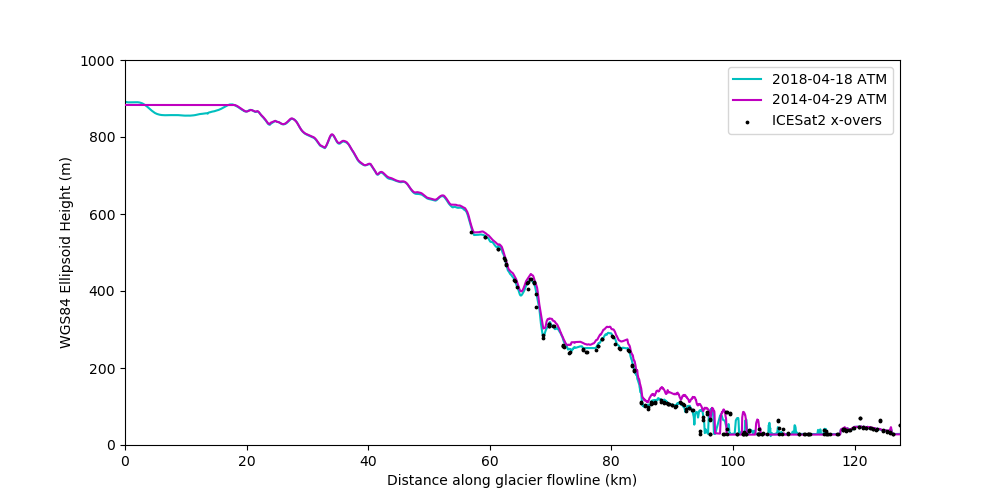 1000
800
600
400
200
0
WGS84 Ellipsoid Height (m)
2018-04-18 ATM
2014-04-29 ATM
ICESat2 x-overs
0 20 40 60 80 100 120
Distance along glacier flowline (km)